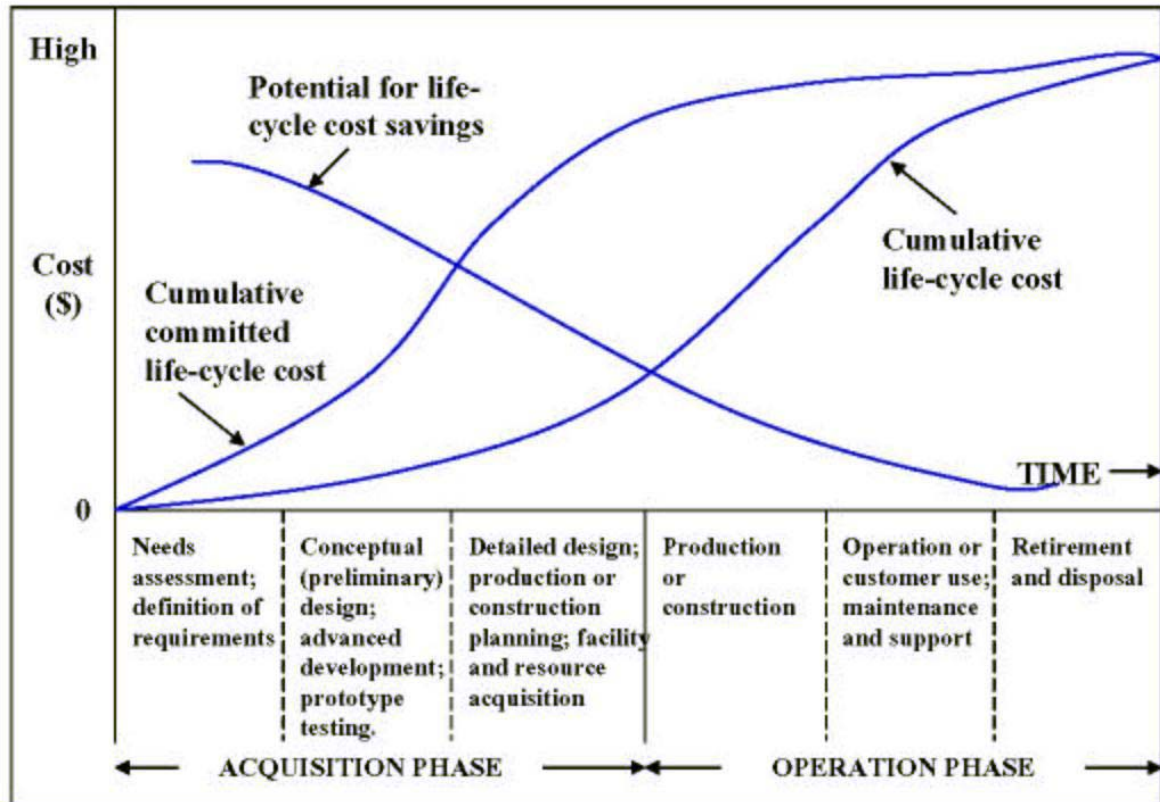 High
Potential for life-
cycle cost savings
Cost
($)
Cumulative
committed
life-cycle cost
Cumulative
life-cycle cost
TIME
0
Needs
assessment;
definition of
requirements
Conceptual
(preliminary)
design;
advanced
development;
prototype
testing.
Detailed design;
production or
construction
planning; facility
and resource
acquisition
Production
or
construction
Operation or
customer use;
maintenance
and support
Retirement
and disposal
ACQUISITION PHASE
OPERATION PHASE